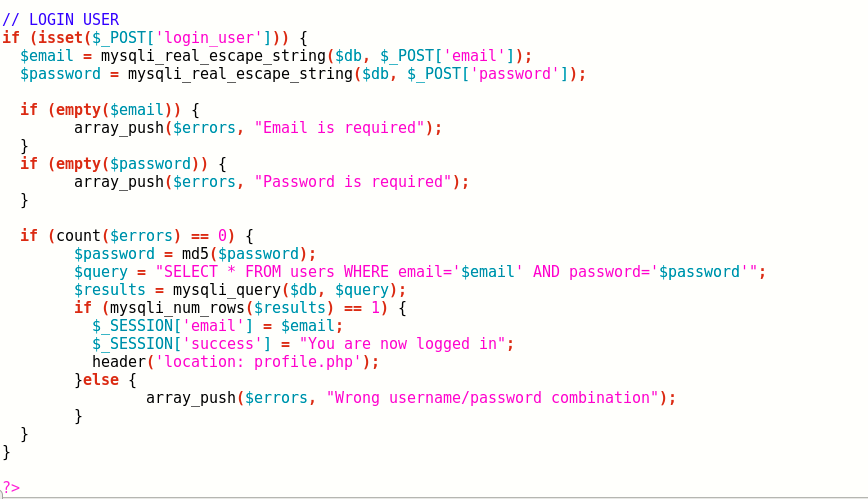 // LOGIN USER
if (isset($_POST['login_user'])) {
  $email = mysqli_real_escape_string($db, $_POST['email']);
  $password = mysqli_real_escape_string($db, $_POST['password']);

  if (empty($email)) {
        array_push($errors, "Email is required");
  }
  if (empty($password)) {
        array_push($errors, "Password is required");
  }

  if (count($errors) == 0) {
        $password = md5($password);
        $query = "SELECT * FROM users WHERE email='$email' AND password='$password'";
        $results = mysqli_query($db, $query);
        if (mysqli_num_rows($results) == 1) {
          $_SESSION['email'] = $email;
          $_SESSION['success'] = "You are now logged in";
          header('location: profile.php');
        }else {
                array_push($errors, "Wrong username/password combination");
        }
  }
}

?>